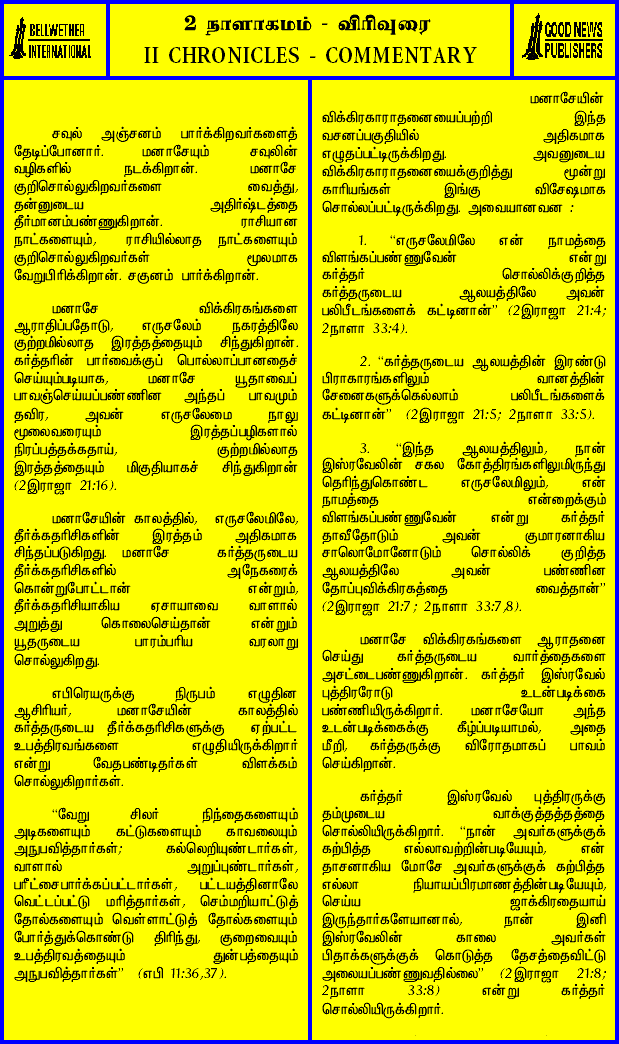 BELLWETHER
INTERNATIONAL
2 நாளாகமம் - விரிவுரை
II CHRONICLES - COMMENTARY
GOOD NEWS
PUBLISHERS
சவுல் அஞ்சனம் பார்க்கிறவர்களைத்
தேடிப்போனார். மனாசேயும் சவுலின்
வழிகளில் நடக்கிறான். மனாசே
குறிசொல்லுகிறவர்களை வைத்து,
தன்னுடைய அதிர்ஷ்டத்தை
தீர்மானம்பண்ணுகிறான். ராசியான
நாட்களையும், ராசியில்லாத நாட்களையும்
குறிசொல்லுகிறவர்கள் மூலமாக
வேறுபிரிக்கிறான். சகுனம் பார்க்கிறான்.
மனாசே விக்கிரகங்களை
ஆராதிப்பதோடு, எருசலேம் நகரத்திலே
குற்றமில்லாத இரத்தத்தையும் சிந்துகிறான்.
கர்த்தரின் பார்வைக்குப் பொல்லாப்பானதைச்
செய்யும்படியாக, மனாசே யூதாவைப்
பாவஞ்செய்யப்பண்ணின அந்தப் பாவமும்
தவிர, அவன் எருசலேமை நாலு
மூலைவரையும் இரத்தப்பழிகளால்
நிரப்பத்தக்கதாய், குற்றமில்லாத
இரத்தத்தையும் மிகுதியாகச் சிந்துகிறான்
(2இராஜா 21:16).
மனாசேயின் காலத்தில், எருசலேமிலே,
தீர்க்கதரிசிகளின் இரத்தம் அதிகமாக
சிந்தப்படுகிறது. மனாசே கர்த்தருடைய
தீர்க்கதரிசிகளில் அநேகரைக்
கொன்றுபோட்டான் என்றும்,
தீர்க்கதரிசியாகிய ஏசாயாவை வாளால்
அறுத்து கொலைசெய்தான் என்றும்
யூதருடைய பாரம்பரிய வரலாறு
சொல்லுகிறது.
எபிரெயருக்கு நிருபம் எழுதின
ஆசிரியர், மனாசேயின் காலத்தில்
கர்த்தருடைய தீர்க்கதரிசிகளுக்கு ஏற்பட்ட
உபத்திரவங்களை எழுதியிருக்கிறார்
என்று வேதபண்டிதர்கள் விளக்கம்
சொல்லுகிறார்கள்.
“வேறு சிலர் நிந்தைகளையும்
அடிகளையும் கட்டுகளையும் காவலையும்
அநுபவித்தார்கள்; கல்லெறியுண்டார்கள்,
வாளால் அறுப்புண்டார்கள்,
பரீட்சைபார்க்கப்பட்டார்கள், பட்டயத்தினாலே
வெட்டப்பட்டு மரித்தார்கள், செம்மறியாட்டுத்
தோல்களையும் வெள்ளாட்டுத் தோல்களையும்
போர்த்துக்கொண்டு திரிந்து, குறைவையும்
உபத்திரவத்தையும் துன்பத்தையும்
அநுபவித்தார்கள்” (எபி 11:36,37).
மனாசேயின்
விக்கிரகாராதனையைப்பற்றி இந்த
வசனப்பகுதியில் அதிகமாக
எழுதப்பட்டிருக்கிறது. அவனுடைய
விக்கிரகாராதனையைக்குறித்து மூன்று
காரியங்கள் இங்கு விசேஷமாக
சொல்லப்பட்டிருக்கிறது. அவையானவன :
1. “எருசலேமிலே என் நாமத்தை
விளங்கப்பண்ணுவேன் என்று
கர்த்தர் சொல்லிக்குறித்த
கர்த்தருடைய ஆலயத்திலே அவன்
பலிபீடங்களைக் கட்டினான்” (2இராஜா 21:4;
2நாளா 33:4).
2. “கர்த்தருடைய ஆலயத்தின் இரண்டு
பிராகாரங்களிலும் வானத்தின்
சேனைகளுக்கெல்லாம் பலிபீடங்களைக்
கட்டினான்” (2இராஜா 21:5; 2நாளா 33:5).
3. “இந்த ஆலயத்திலும், நான்
இஸ்ரவேலின் சகல கோத்திரங்களிலுமிருந்து
தெரிந்துகொண்ட எருசலேமிலும், என்
நாமத்தை என்றைக்கும்
விளங்கப்பண்ணுவேன் என்று கர்த்தர்
தாவீதோடும் அவன் குமாரனாகிய
சாலொமோனோடும் சொல்லிக் குறித்த
ஆலயத்திலே அவன் பண்ணின
தோப்புவிக்கிரகத்தை வைத்தான்”
(2இராஜா 21:7 ; 2நாளா 33:7,8).
மனாசே விக்கிரகங்களை ஆராதனை
செய்து கர்த்தருடைய வார்த்தைகளை
அசட்டைபண்ணுகிறான். கர்த்தர் இஸ்ரவேல்
புத்திரரோடு உடன்படிக்கை
பண்ணியிருக்கிறார். மனாசேயோ அந்த
உடன்படிக்கைக்கு கீழ்ப்படியாமல், அதை
மீறி, கர்த்தருக்கு விரோதமாகப் பாவம்
செய்கிறான்.
கர்த்தர் இஸ்ரவேல் புத்திரருக்கு
தம்முடைய வாக்குத்தத்தத்தை
சொல்லியிருக்கிறார். “நான் அவர்களுக்குக்
கற்பித்த எல்லாவற்றின்படியேயும், என்
தாசனாகிய மோசே அவர்களுக்குக் கற்பித்த
எல்லா நியாயப்பிரமாணத்தின்படியேயும்,
செய்ய ஜாக்கிரதையாய்
இருந்தார்களேயானால், நான் இனி
இஸ்ரவேலின் காலை அவர்கள்
பிதாக்களுக்குக் கொடுத்த தேசத்தைவிட்டு
அலையப்பண்ணுவதில்லை” (2இராஜா 21:8;
2நாளா 33:8) என்று கர்த்தர்
சொல்லியிருக்கிறார்.